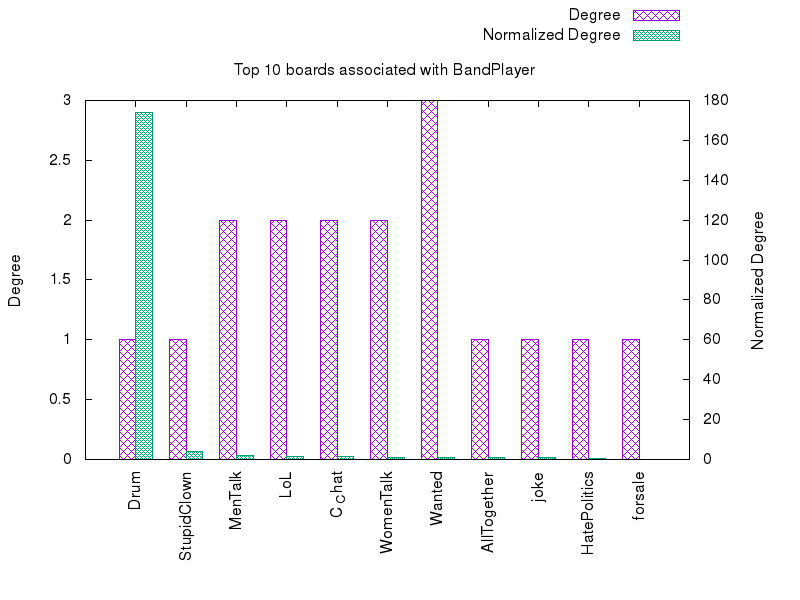 Degree
Normalized Degree
Top 10 boards associated with BandPlayer
3
2.5
2
1.5
1
0.5
0
180
160
140
120
100
80
60
40
20
0
Degree
Normalized Degree
Drum
StupidClown
MenTalk
LoL
C_Chat
WomenTalk
Wanted
AllTogether
joke
HatePolitics
forsale